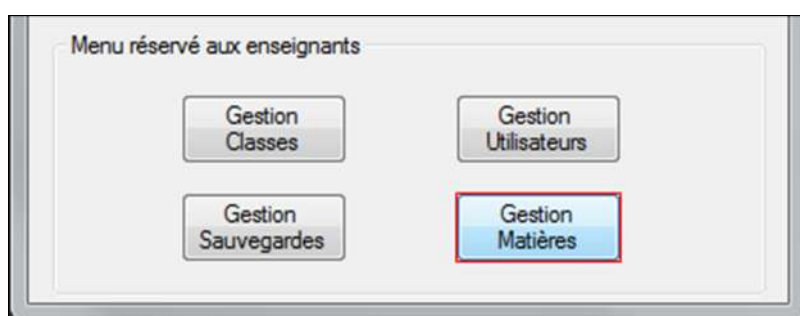 Menu réservé aux enseignants
Gestion
Classes
Gestion
Utilisateurs
Gestion
Sauvegardes
Gestion
Matières